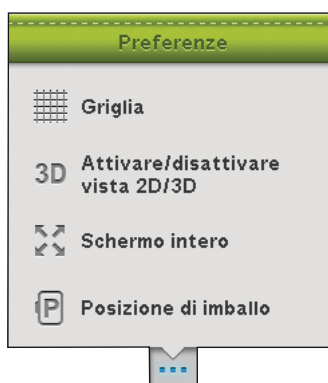 Preferenze
Griglia
3D Attivare/disattivare
vista 2D/3D
Schermo intero
P Posizione di imballo